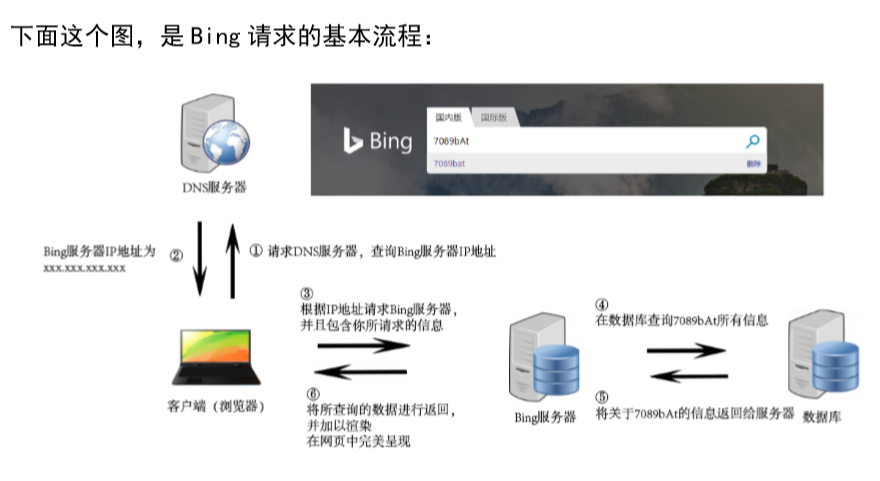 下面这个图，是 Bing 请求的基本流程：
Bing
国内版
国际版
7089bAt
7089bat
删除
DNS服务器
Bing服务器IP地址为
xxx.xxx.xxx.xxx
②
① 请求DNS服务器，查询Bing服务器IP地址
③
根据IP地址请求Bing服务器，
并且包含你所请求的信息
④
在数据库查询7089bAt所有信息
客户端（浏览器）
⑥
将所查询的数据进行返回，
并加以渲染
在网页中完美呈现
Bing服务器
⑤
将关于7089bAt的信息返回给服务器
数据库